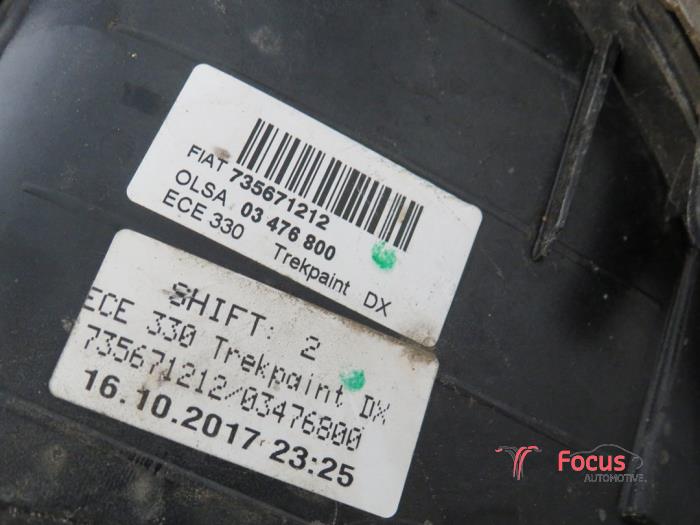 FIAT 735671212
OLSA 03 476 800
ECE 330 Trekpaint DX
SHIFT: 2
ECE 330 Trekpaint DX
735671212/03476800
16.10.2017 23:25
Focus
AUTOMOTIVE.